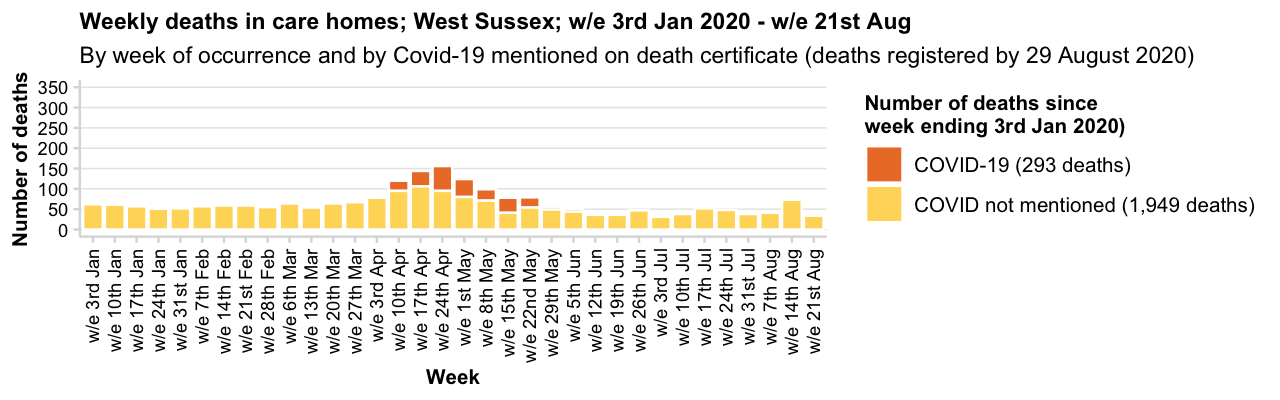 Weekly deaths in care homes; West Sussex; w/e 3rd Jan 2020 - w/e 21st Aug
By week of occurrence and by Covid-19 mentioned on death certificate (deaths registered by 29 August 2020)
Number of deaths
350
300
250
200
150
100
50
0
w/e 3rd Jan
w/e 10th Jan
w/e 17th Jan
w/e 24th Jan
w/e 31st Jan
w/e 7th Feb
w/e 14th Feb
w/e 21st Feb
w/e 28th Feb
w/e 6th Mar
w/e 13th Mar
w/e 20th Mar
w/e 27th Mar
w/e 3rd Apr
w/e 10th Apr
w/e 17th Apr
w/e 24th Apr
w/e 1st May
w/e 8th May
w/e 15th May
w/e 22nd May
w/e 29th May
w/e 5th Jun
w/e 12th Jun
w/e 19th Jun
w/e 26th Jun
w/e 3rd Jul
w/e 10th Jul
w/e 17th Jul
w/e 24th Jul
w/e 31st Jul
w/e 7th Aug
w/e 14th Aug
w/e 21st Aug
Week
Number of deaths since
week ending 3rd Jan 2020)
COVID-19 (293 deaths)
COVID not mentioned (1,949 deaths)